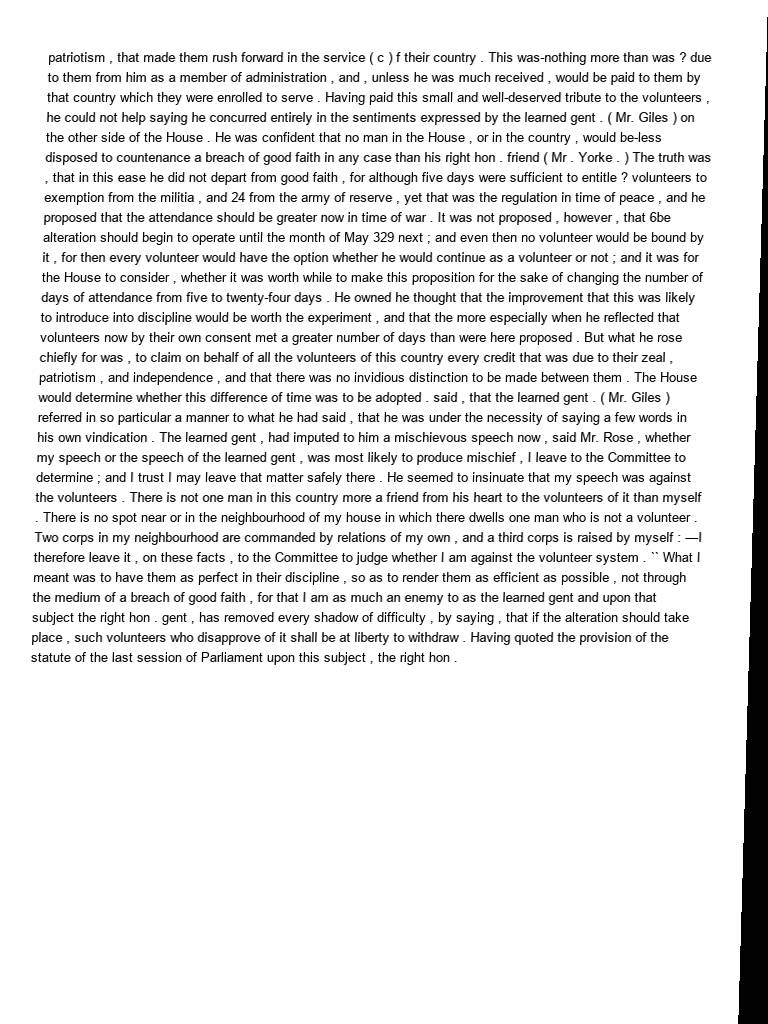 patriotism , that made them rush forward in the service ( c ) f their country . This was-nothing more than was ? due
to them from him as a member of administration , and , unless he was much received , would be paid to them by
that country which they were enrolled to serve . Having paid this small and well-deserved tribute to the volunteers ,
he could not help saying he concurred entirely in the sentiments expressed by the learned gent . ( Mr. Giles ) on
the other side of the House . He was confident that no man in the House , or in the country , would be-less
disposed to countenance a breach of good faith in any case than his right hon . friend ( Mr . Yorke . ) The truth was
, that in this ease he did not depart from good faith , for although five days were sufficient to entitle ? volunteers to
exemption from the militia , and 24 from the army of reserve , yet that was the regulation in time of peace , and he
proposed that the attendance should be greater now in time of war . It was not proposed , however , that 6be
alteration should begin to operate until the month of May 329 next ; and even then no volunteer would be bound by
it , for then every volunteer would have the option whether he would continue as a volunteer or not ; and it was for
the House to consider , whether it was worth while to make this proposition for the sake of changing the number of
days of attendance from five to twenty-four days . He owned he thought that the improvement that this was likely
to introduce into discipline would be worth the experiment , and that the more especially when he reflected that
volunteers now by their own consent met a greater number of days than were here proposed . But what he rose
chiefly for was , to claim on behalf of all the volunteers of this country every credit that was due to their zeal ,
patriotism , and independence , and that there was no invidious distinction to be made between them . The House
would determine whether this difference of time was to be adopted . said , that the learned gent . ( Mr. Giles )
referred in so particular a manner to what he had said , that he was under the necessity of saying a few words in
his own vindication . The learned gent , had imputed to him a mischievous speech now , said Mr. Rose , whether
my speech or the speech of the learned gent , was most likely to produce mischief , I leave to the Committee to
determine ; and I trust I may leave that matter safely there . He seemed to insinuate that my speech was against
the volunteers . There is not one man in this country more a friend from his heart to the volunteers of it than myself
. There is no spot near or in the neighbourhood of my house in which there dwells one man who is not a volunteer .
Two corps in my neighbourhood are commanded by relations of my own , and a third corps is raised by myself : —I
therefore leave it , on these facts , to the Committee to judge whether I am against the volunteer system . `` What I
meant was to have them as perfect in their discipline , so as to render them as efficient as possible , not through
the medium of a breach of good faith , for that I am as much an enemy to as the learned gent and upon that
subject the right hon . gent , has removed every shadow of difficulty , by saying , that if the alteration should take
place , such volunteers who disapprove of it shall be at liberty to withdraw . Having quoted the provision of the
statute of the last session of Parliament upon this subject , the right hon .